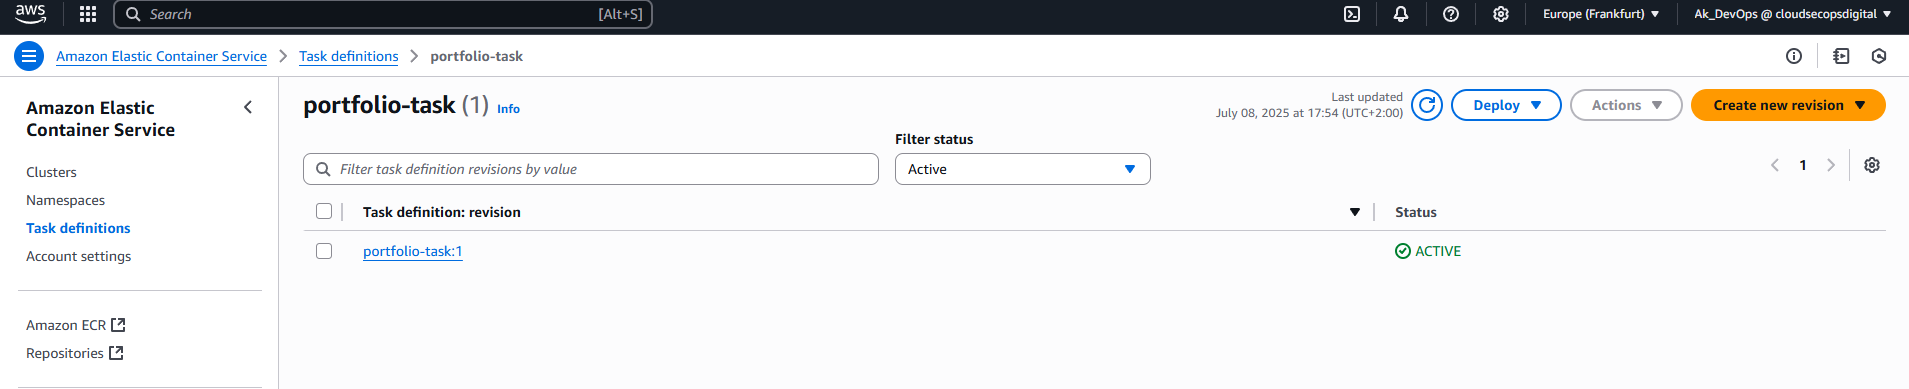 aws
Search
[Alt+S]
Europe (Frankfurt)
Ak_DevOps @ cloudsecopsdigital
Amazon Elastic Container Service
Task definitions
portfolio-task
Amazon Elastic
Container Service
Clusters
Namespaces
Task definitions
Account settings
Amazon ECR
Repositories
portfolio-task (1) Info
Last updated
July 08, 2025 at 17:54 (UTC+2:00)
Deploy
Actions
Create new revision
Filter status
Filter task definition revisions by value
Active
1
Task definition: revision
Status
portfolio-task:1
ACTIVE